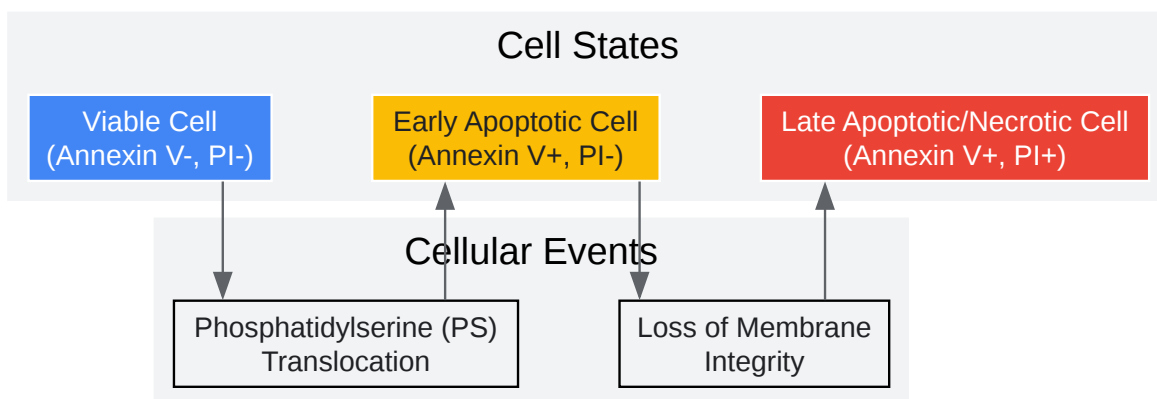 Cell States
Viable Cell
(Annexin V-, PI-)
Early Apoptotic Cell
(Annexin V+, PI-)
Late Apoptotic/Necrotic Cell
(Annexin V+, PI+)
Cellular Events
Phosphatidylserine (PS)
Translocation
Loss of Membrane
Integrity